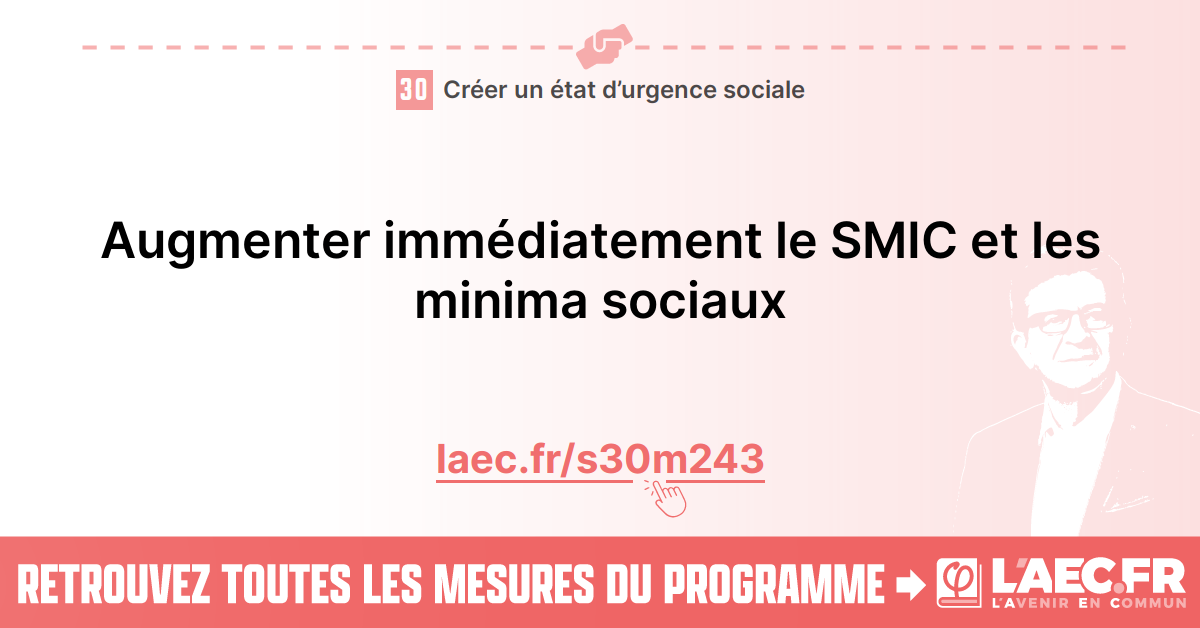 30 Créer un état d’urgence sociale
Augmenter immédiatement le SMIC et les
minima sociaux
laec.fr/s30m243
RETROUVEZ TOUTES LES MESURES DU PROGRAMME
L'AEC.FR
L'AVENIR EN COMMUN